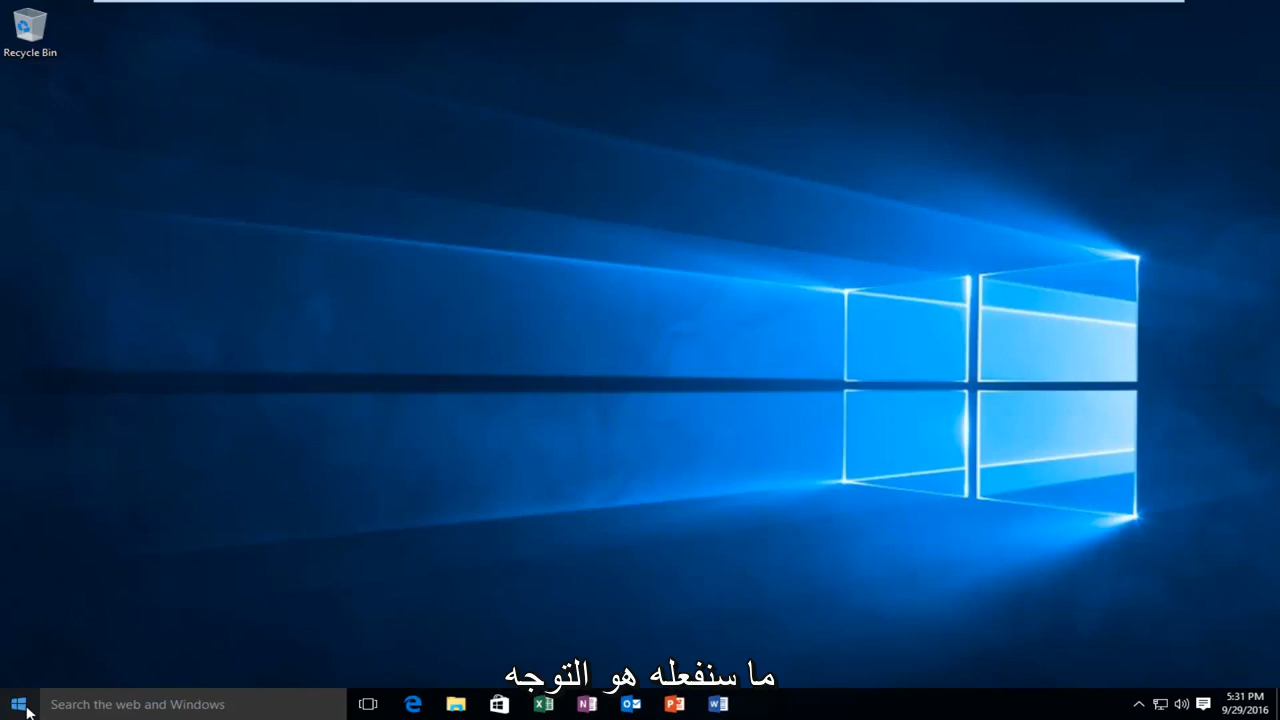 Recycle Bin
ما سنفعله هو التوجه
Search the web and Windows
5:31 PM
9/29/2016